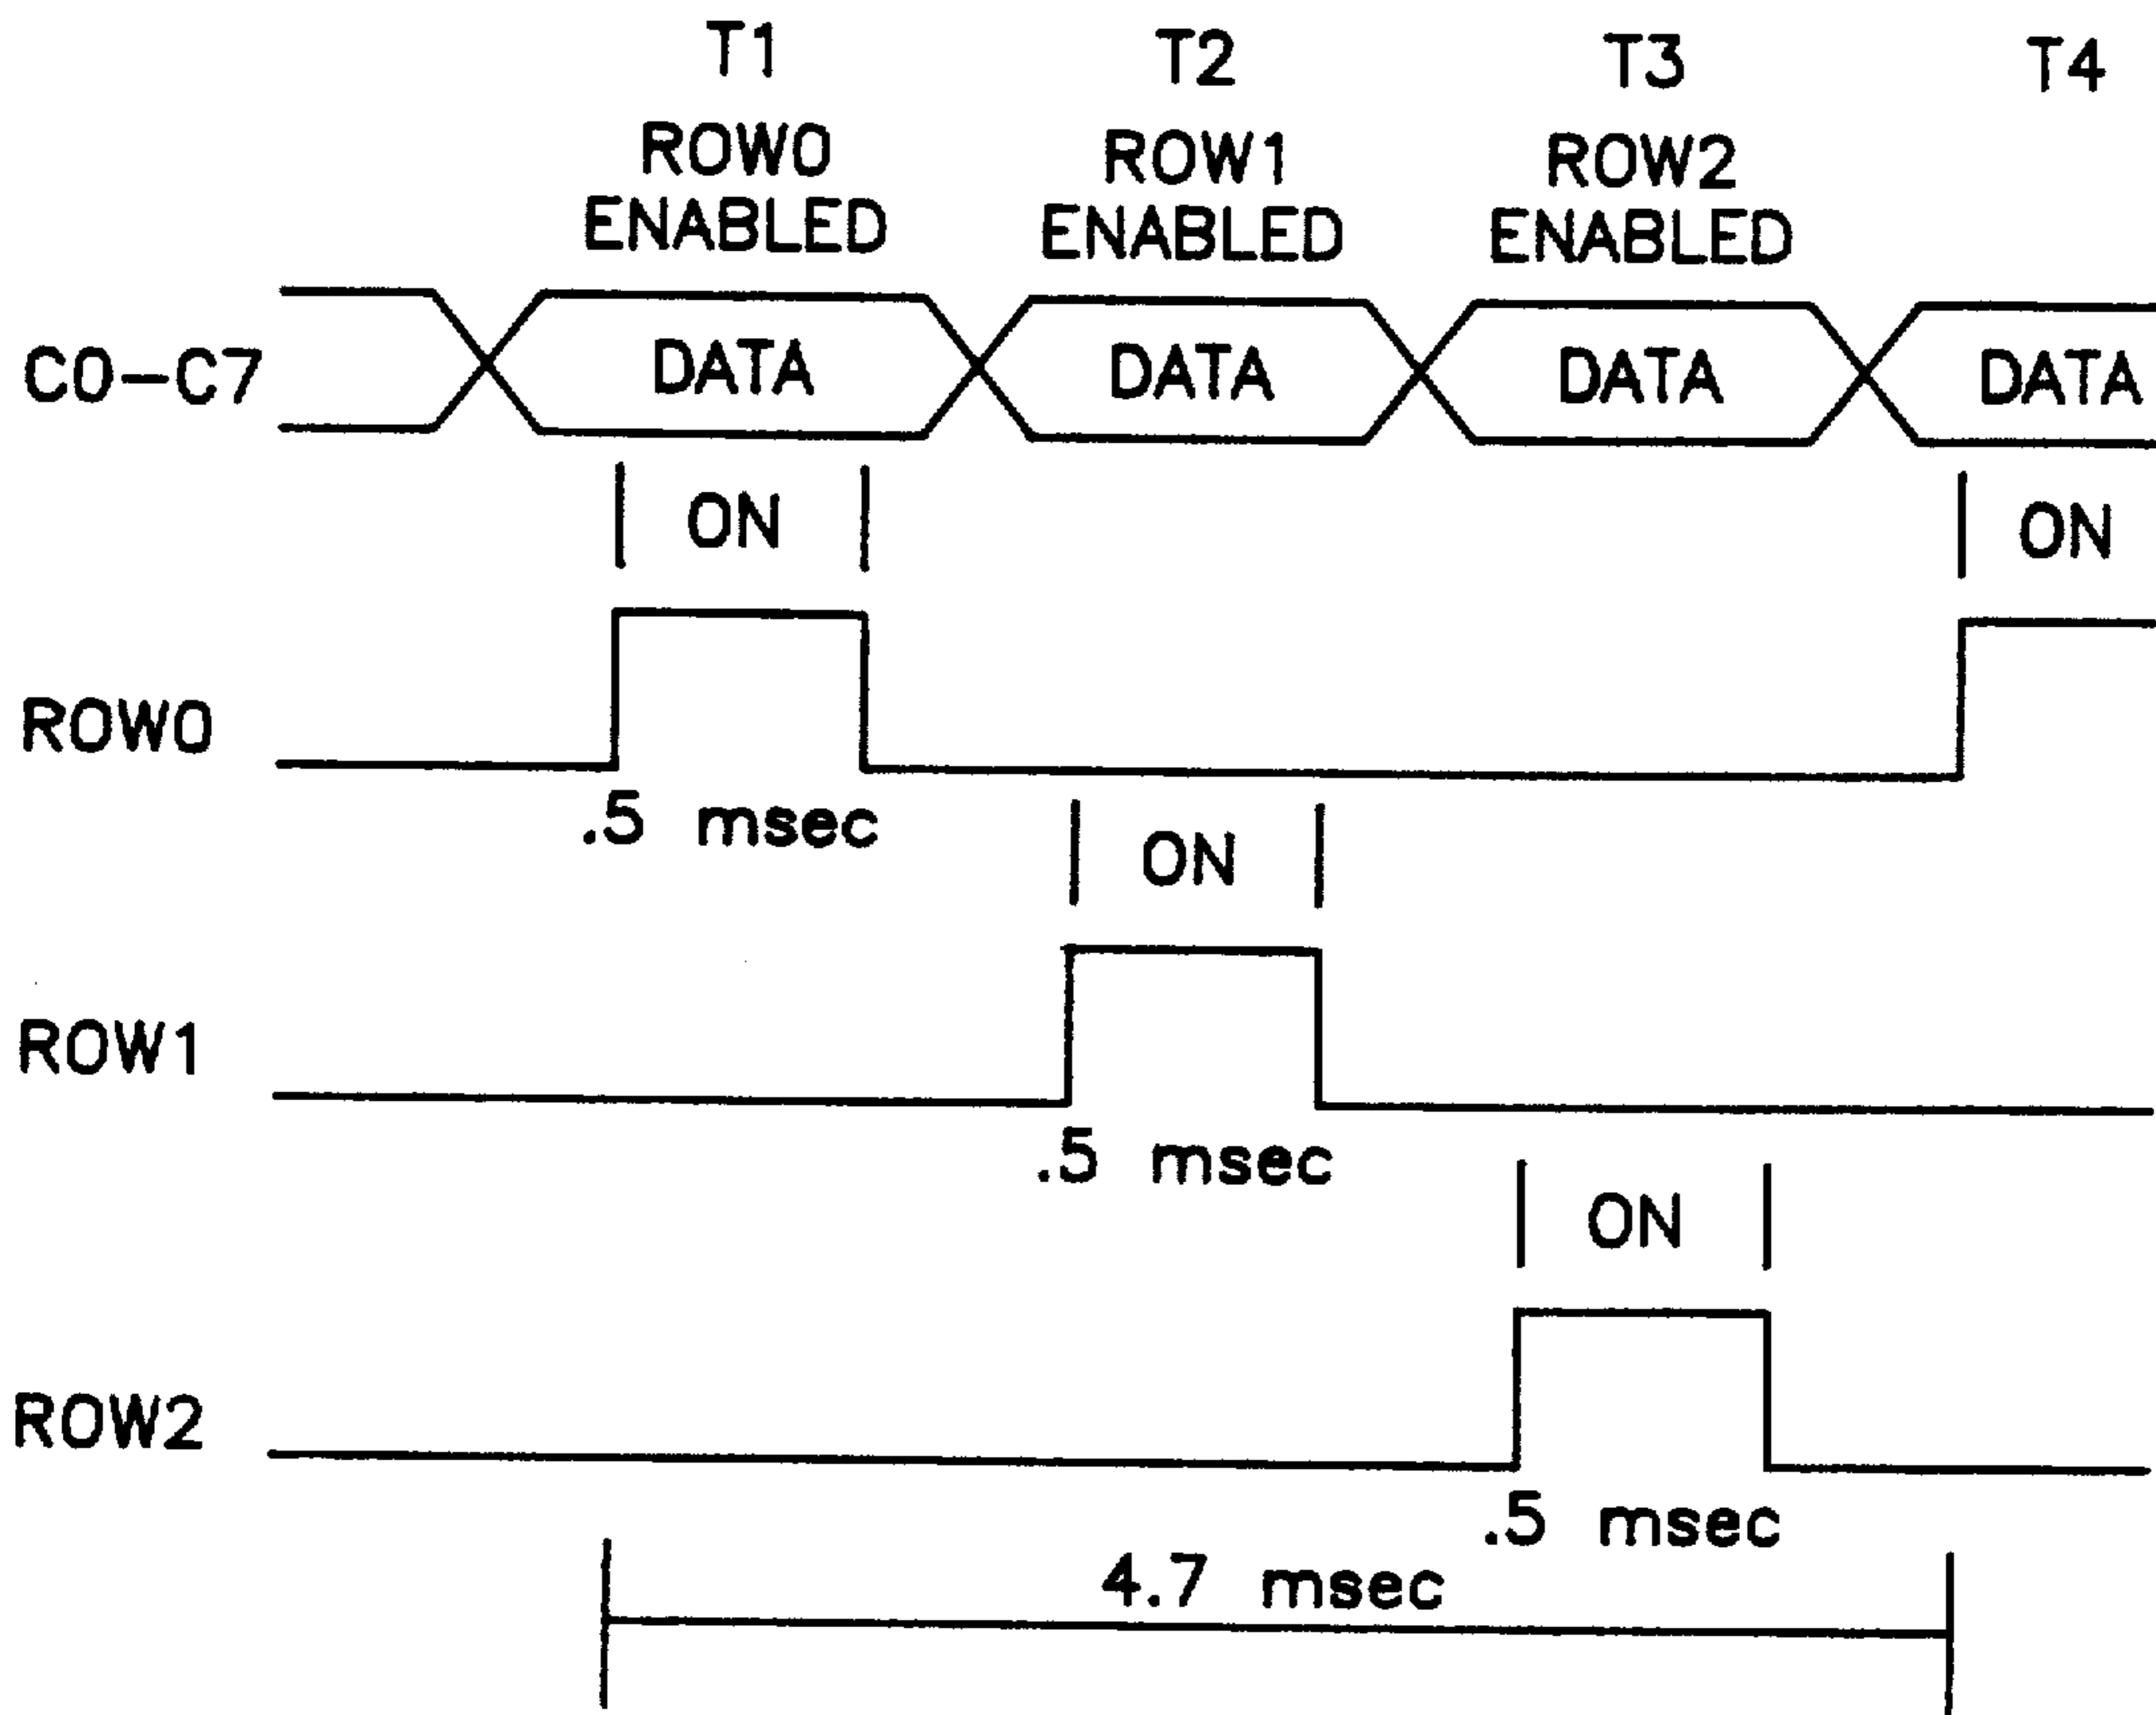 T1 T2 T3 T4
ROW0 ROW1 ROW2
ENABLED ENABLED ENABLED
C0-C7 DATA DATA DATA DATA
ON ON
ROW0
.5 msec
ON
ROW1
.5 msec
ON
ROW2
.5 msec
4.7 msec